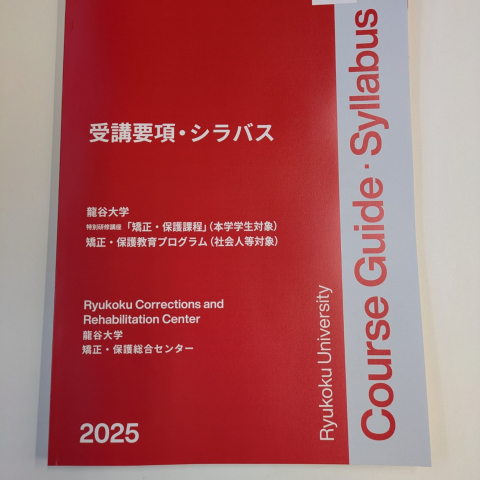 受講要項・シラバス
龍谷大学
特別研修講座 「矯正・保護課程」（本学学生対象）
矯正・保護教育プログラム（社会人等対象）
Ryukoku Corrections and
Rehabilitation Center
龍谷大学
矯正・保護総合センター
2025
Ryukoku University
Course Guide · Syllabus